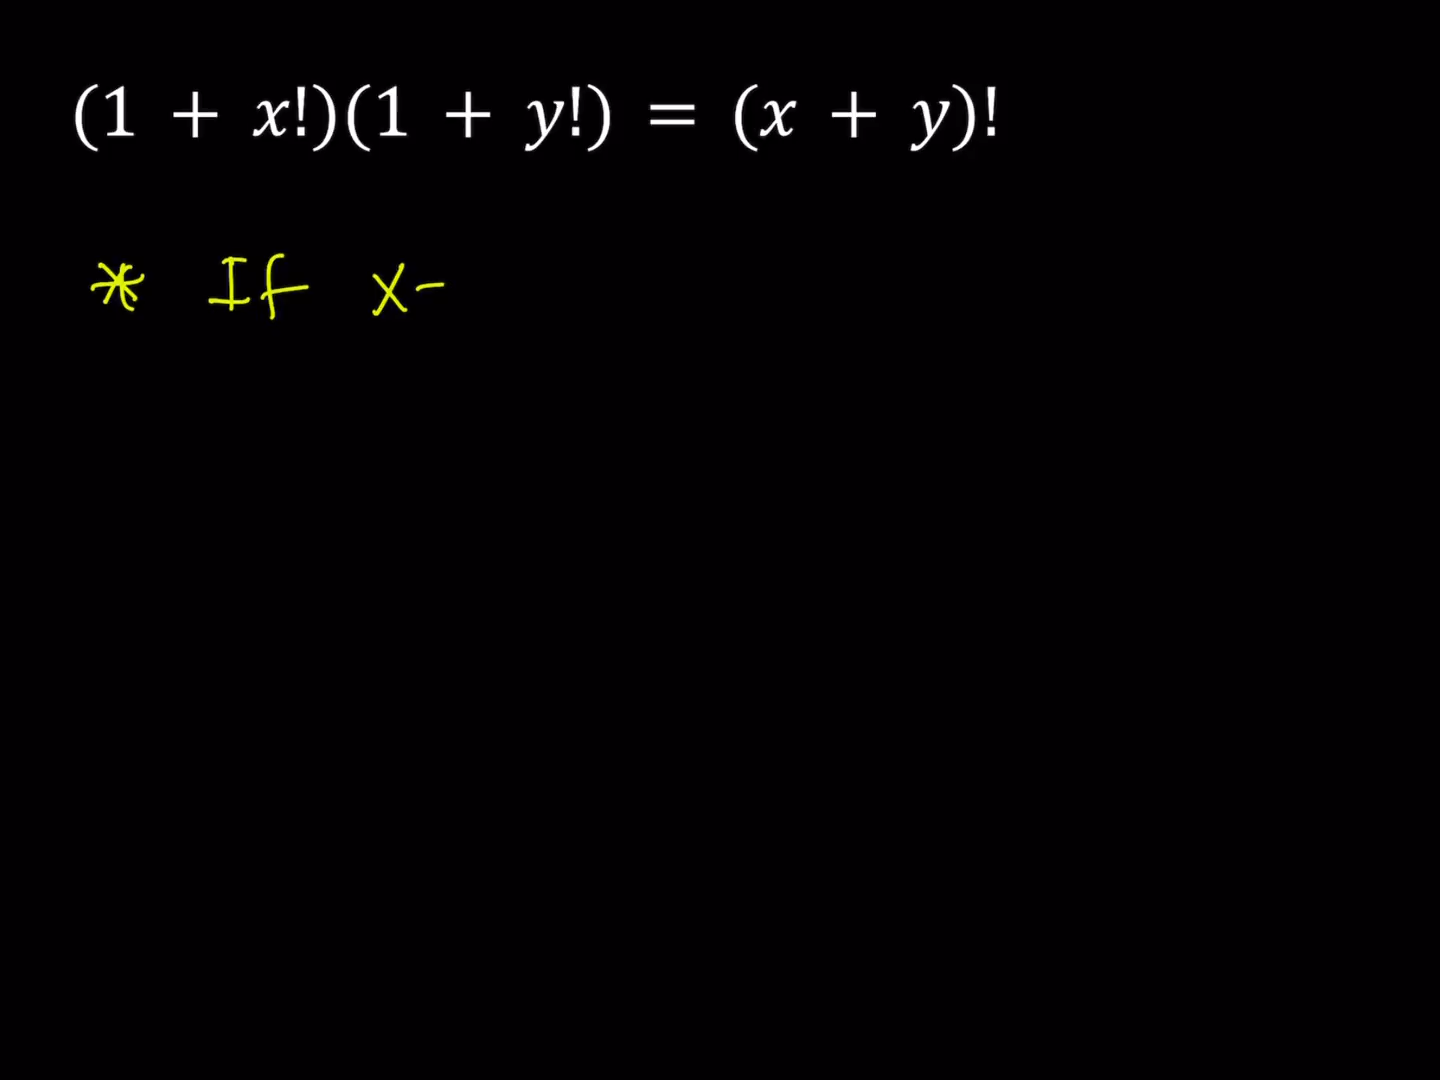 (1 + x!)(1 + y!) = (x + y)!
* If x-